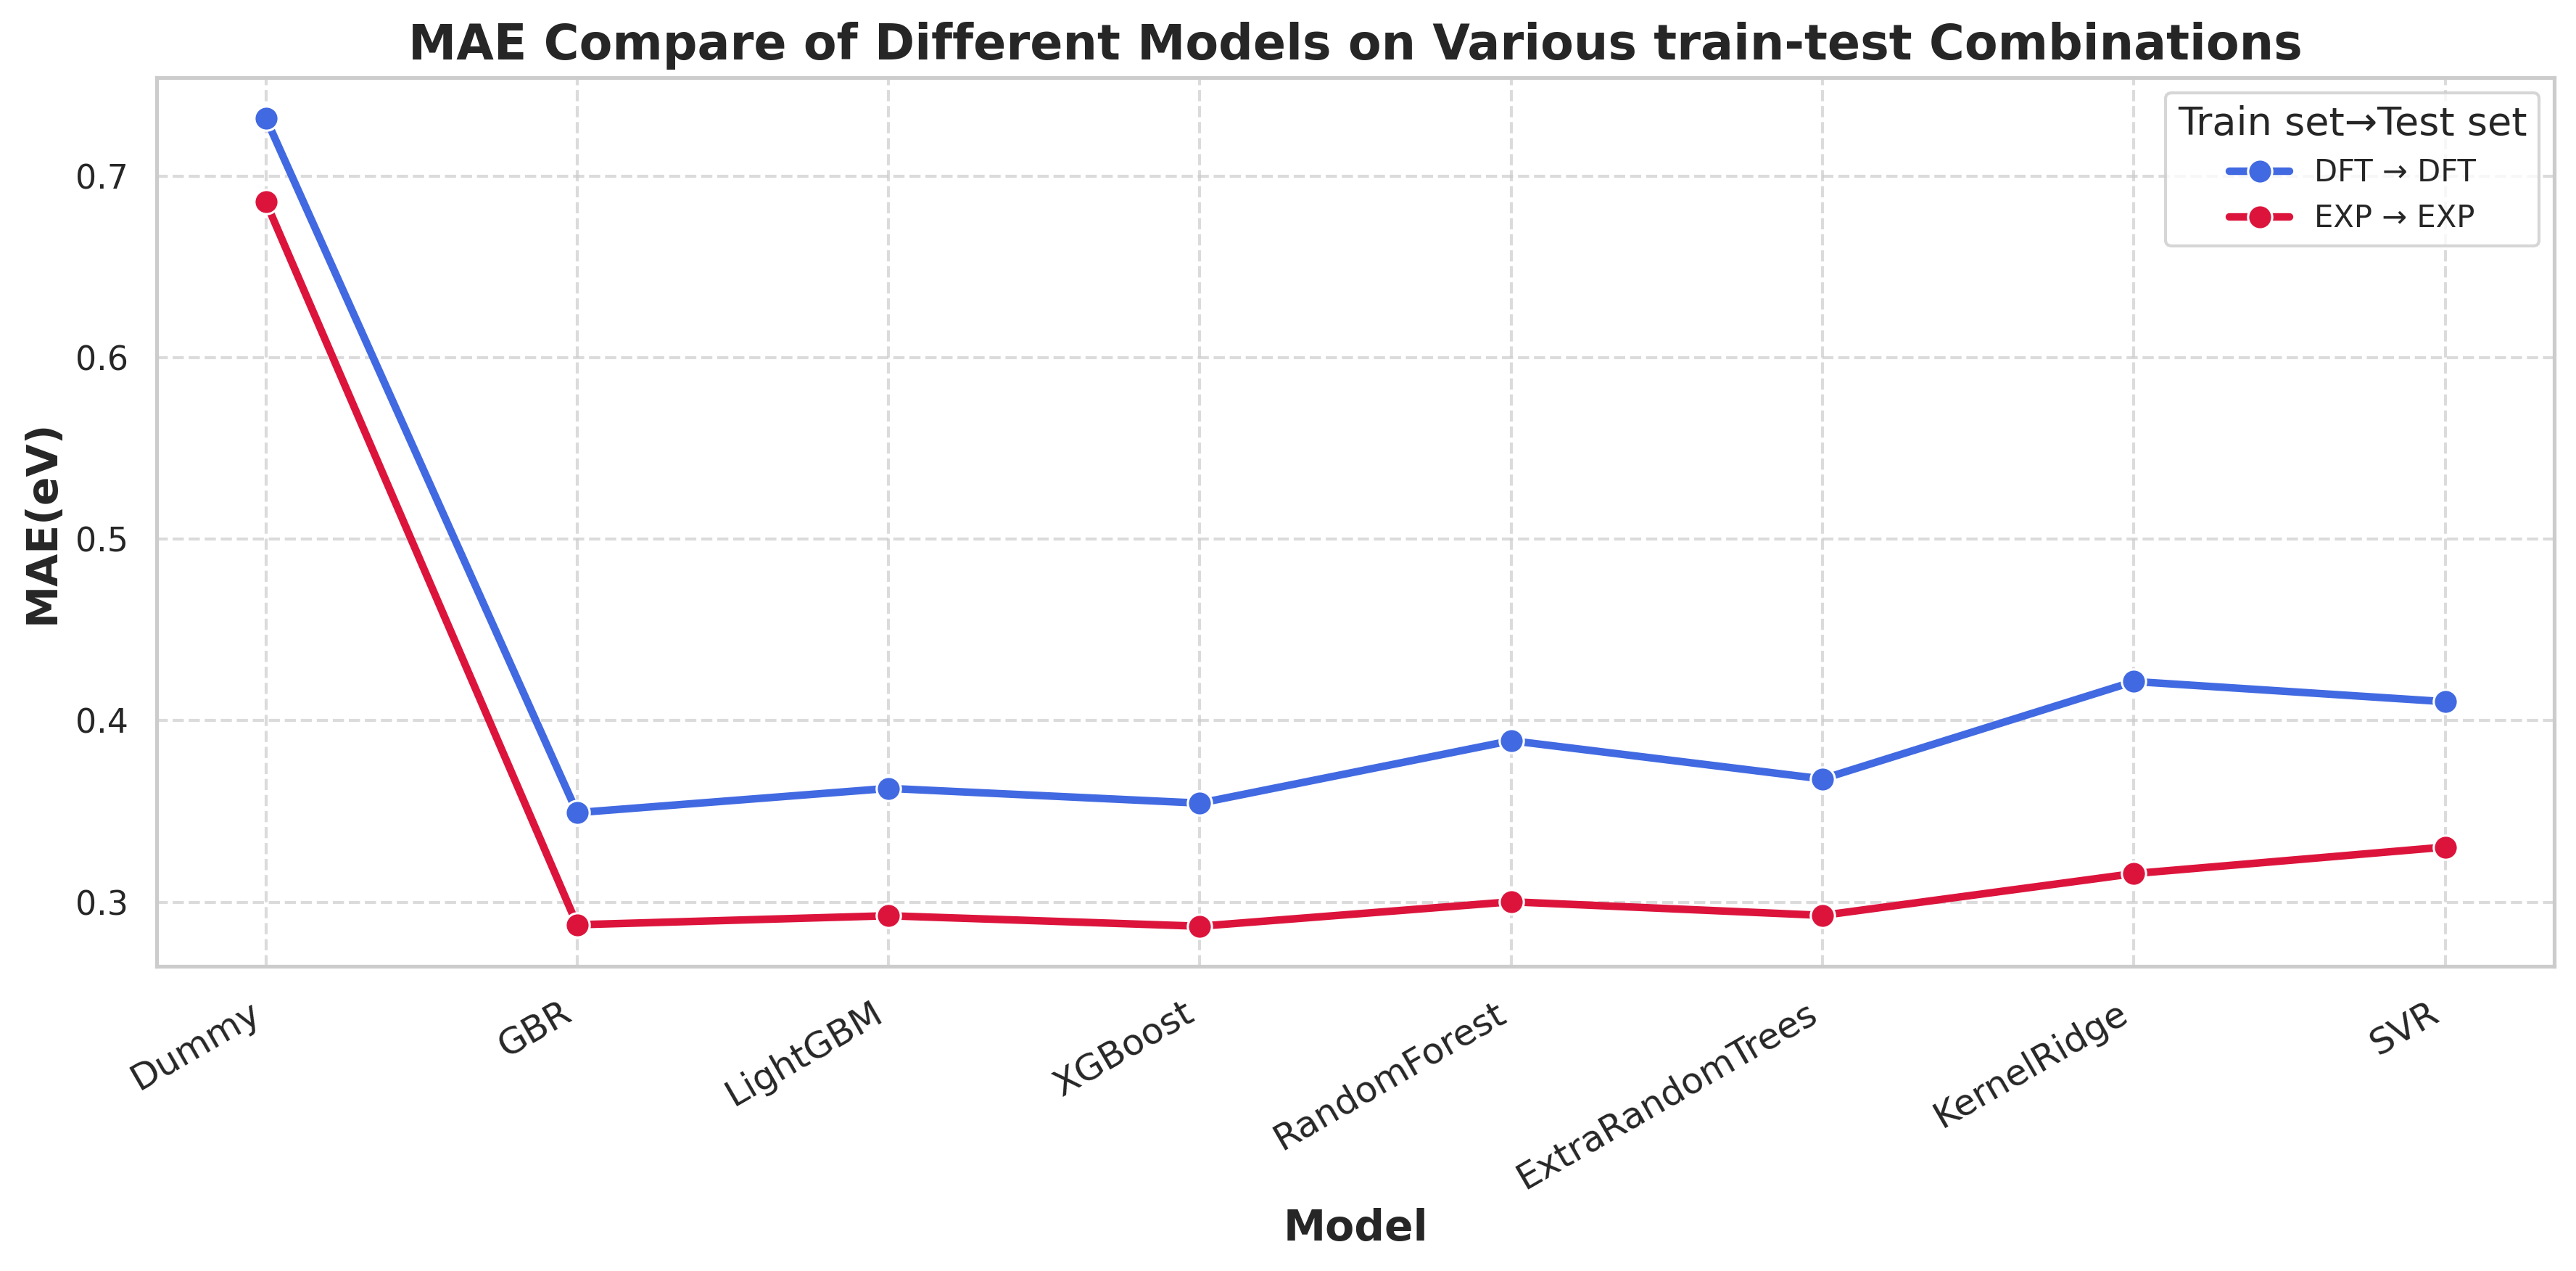 MAE Compare of Different Models on Various train-test Combinations
Train set→Test set
DFT → DFT
EXP → EXP
MAE(eV)
0.7
0.6
0.5
0.4
0.3
Dummy
GBR
LightGBM
XGBoost
RandomForest
ExtraRandomTrees
KernelRidge
SVR
Model